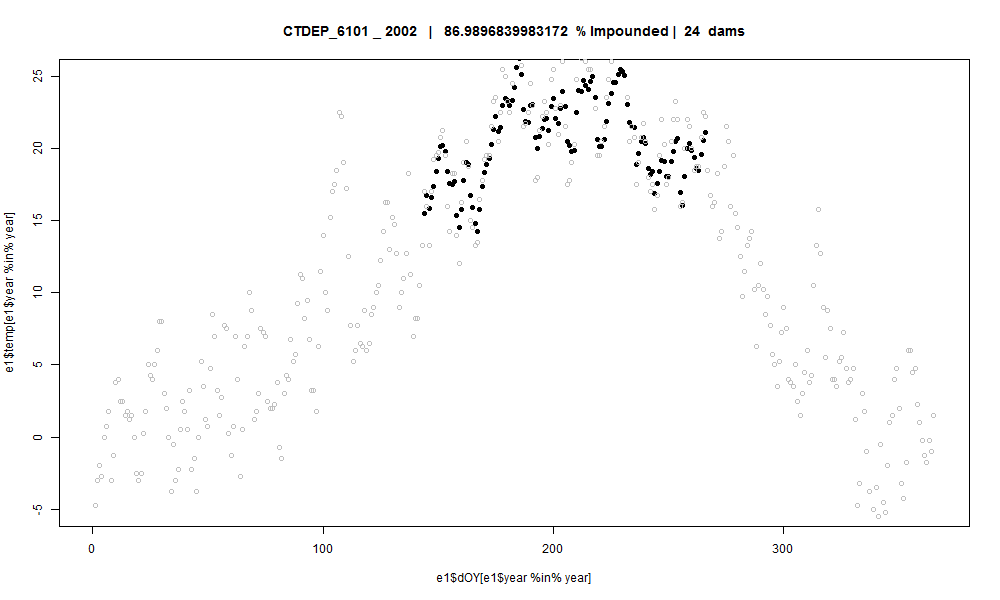 CTDEP_6101 _ 2002 | 86.9896839983172 % Impounded | 24 dams
e1$temp[e1$year %in% year]
25
20
15
10
5
0
-5
0 100 200 300
e1$dOY[e1$year %in% year]